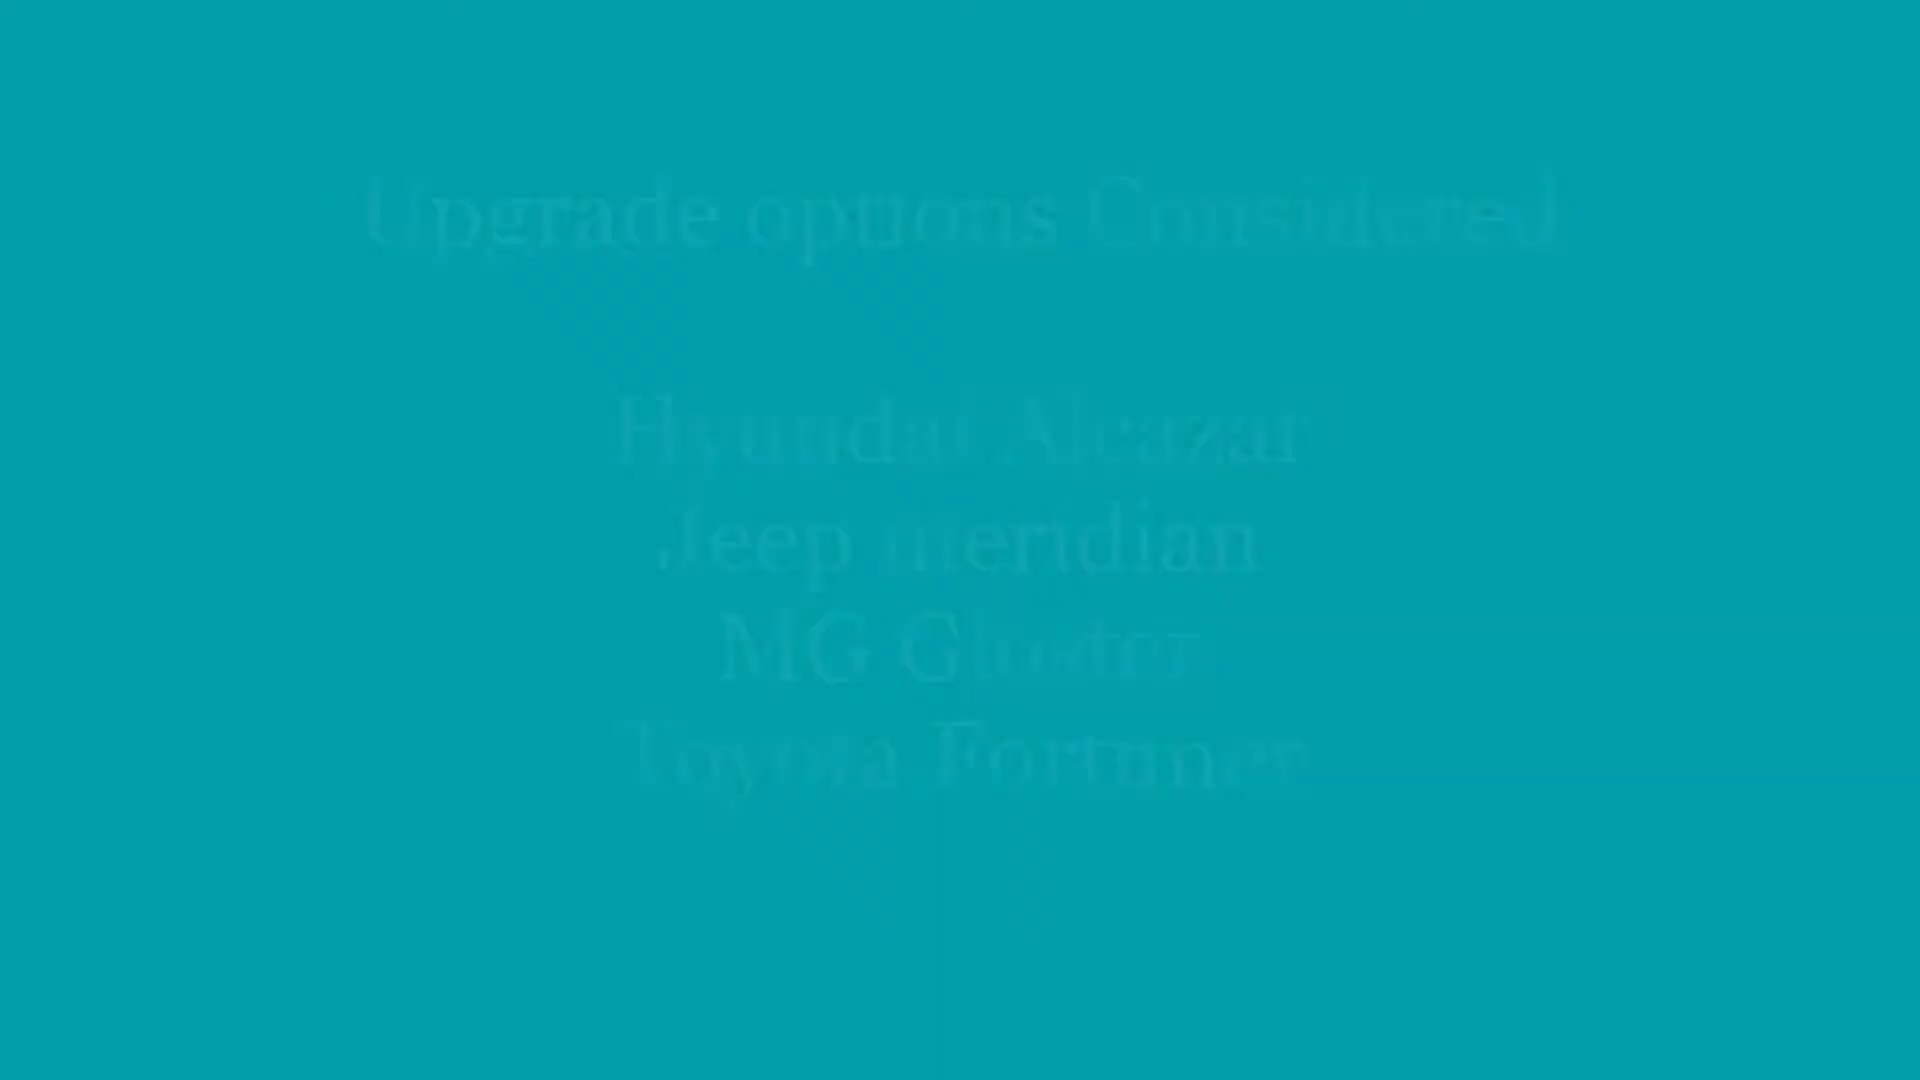 Upgrade options Considered
Hyundai Alcazar
Jeep meridian
MG Gloster
Toyota Fortuner